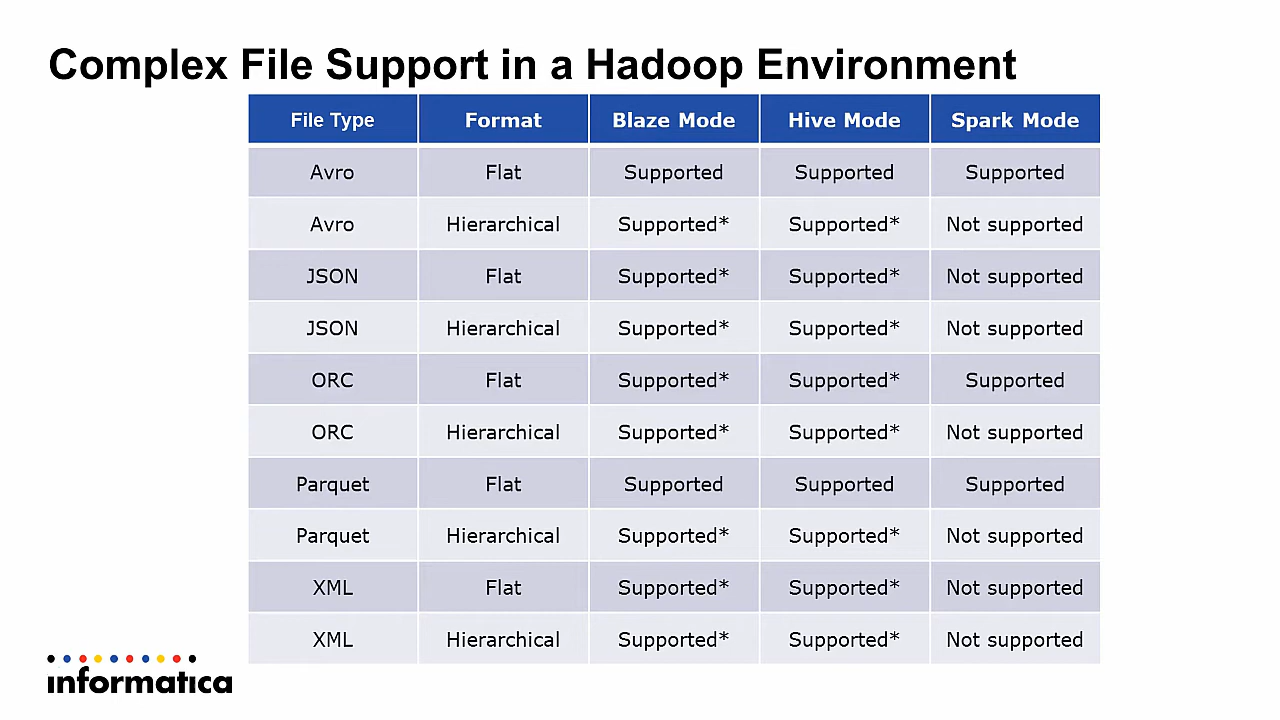 Complex File Support in a Hadoop Environment
File Type Format Blaze Mode Hive Mode Spark Mode
Avro Flat Supported Supported Supported
Avro Hierarchical Supported* Supported* Not supported
JSON Flat Supported* Supported* Not supported
JSON Hierarchical Supported* Supported* Not supported
ORC Flat Supported* Supported* Supported
ORC Hierarchical Supported* Supported* Not supported
Parquet Flat Supported Supported Supported
Parquet Hierarchical Supported* Supported* Not supported
XML Flat Supported* Supported* Not supported
XML Hierarchical Supported* Supported* Not supported
informatica